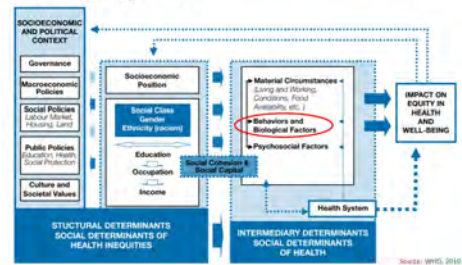 SOCIOECONOMIC
AND POLITICAL
CONTEXT
Governance
Macroeconomic
Policies
Social Policies
Labour Market,
Housing, Land
Public Policies
Education, Health,
Social Protection
Culture and
Societal Values
Socioeconomic
Position
Social Class
Gender
Ethnicity (racism)
Education
Occupation
Income
Social Cohesion &
Social Capital
Material Circumstances
(Living and Working,
Conditions, Food
Availability, etc. )
Behaviors and
Biological Factors
Psychosocial Factors
Health System
IMPACT ON
EQUITY IN
HEALTH
AND
WELL-BEING
STUCTURAL DETERMINANTS
SOCIAL DETERMINANTS OF
HEALTH INEQUITIES
INTERMEDIARY DETERMINANTS
SOCIAL DETERMINANTS
OF HEALTH
Source: WHO, 2010